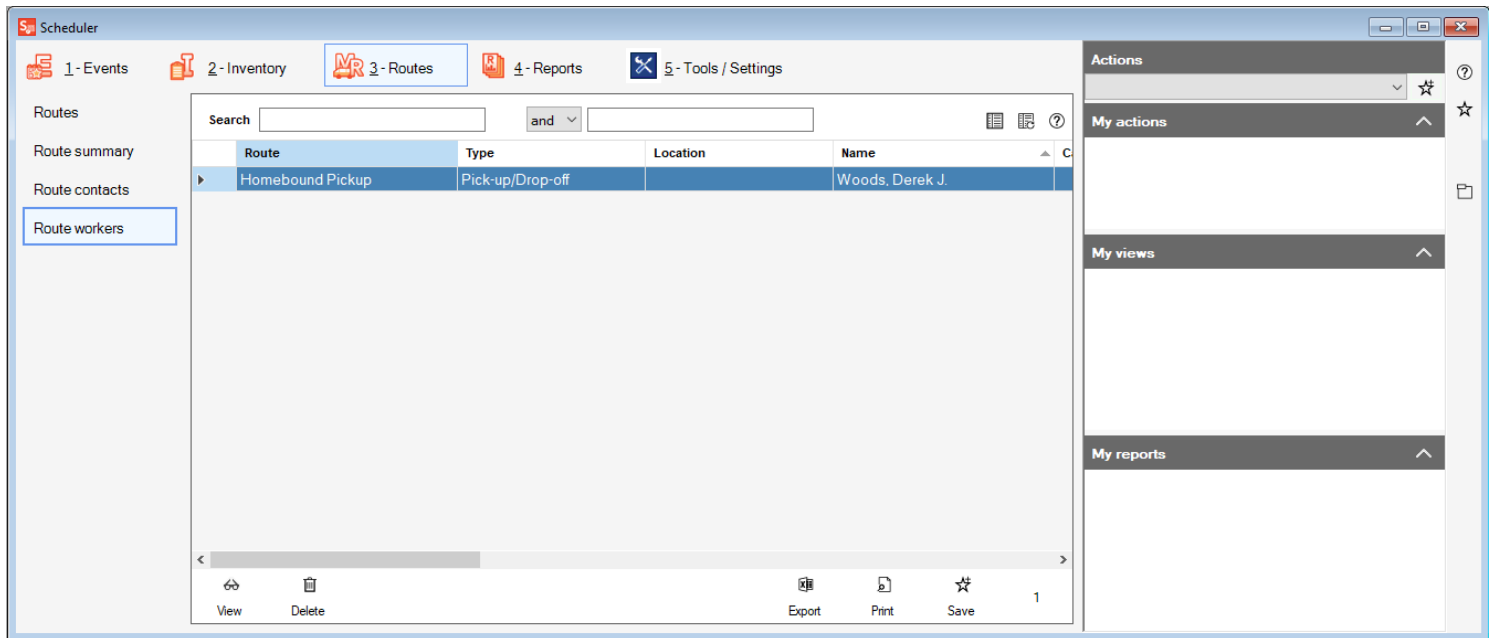 Scheduler
1 - Events
2 - Inventory
3 - Routes
4 - Reports
5 - Tools / Settings
Routes
Route summary
Route contacts
Route workers
Search
and
Route Type Location Name
Homebound Pickup Pick-up/Drop-off Woods, Derek J.
View Delete Export Print Save 1
Actions
My actions
My views
My reports